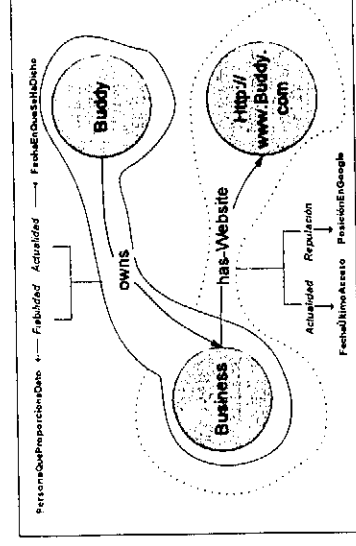 PersonaQueProporcionaDato ← Fiabilidad Actualidad → FechaEnQueSeHaDicho
Buddy
owns
Business
has-Website
Http://
www.Buddy.
com
Actualidad Reputación
FechaÚltimoAcceso PosiciónEnGoogle